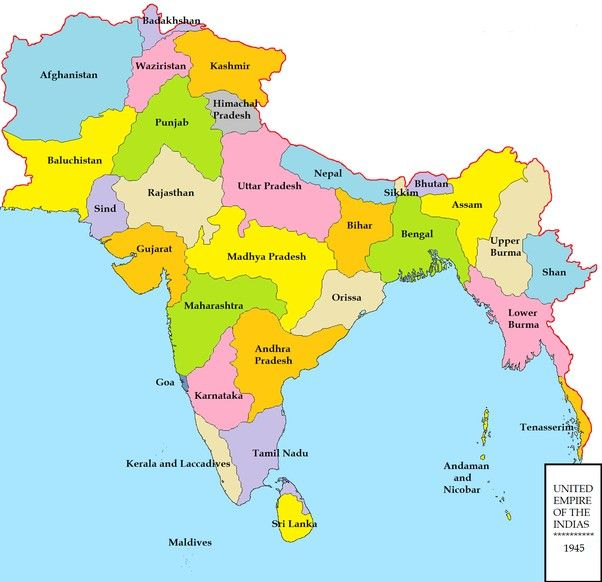 Badakhshan
Afghanistan
Waziristan
Kashmir
Himachal
Pradesh
Punjab
Baluchistan
Nepal
Bhutan
Sikkim
Rajasthan
Uttar Pradesh
Sind
Assam
Bihar
Bengal
Upper
Burma
Gujarat
Madhya Pradesh
Shan
Orissa
Maharashtra
Lower
Burma
Andhra
Pradesh
Goa
Karnataka
Tenasserim
Tamil Nadu
Kerala and Laccadives
Andaman
and
Nicobar
Sri Lanka
Maldives
UNITED
EMPIRE
OF THE
INDIAS
**********
1945